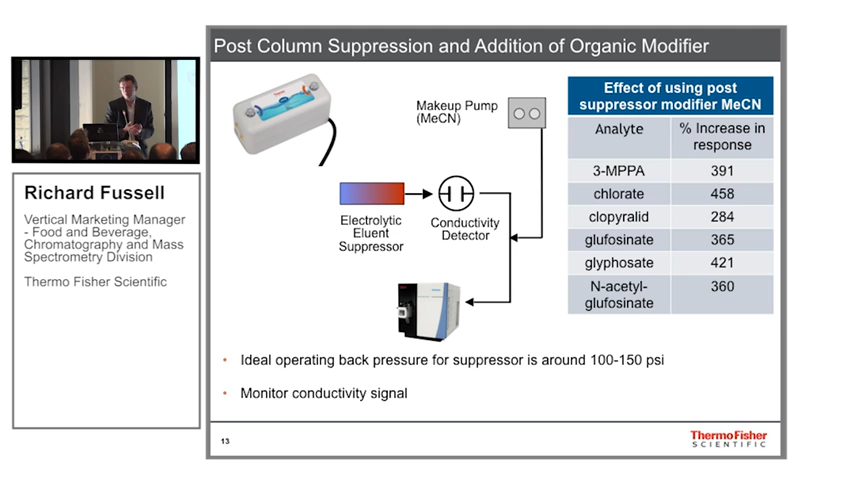 Post Column Suppression and Addition of Organic Modifier
Richard Fussell
Vertical Marketing Manager
- Food and Beverage,
Chromatography and Mass
Spectrometry Division
Thermo Fisher Scientific
Makeup Pump
(MeCN)
Electrolytic
Eluent
Suppressor
Conductivity
Detector
Effect of using post
suppressor modifier MeCN
Analyte % Increase in
response
3-MPPA 391
chlorate 458
clopyralid 284
glufosinate 365
glyphosate 421
N-acetyl- 360
glufosinate
• Ideal operating back pressure for suppressor is around 100-150 psi
• Monitor conductivity signal
13
ThermoFisher
SCIENTIFIC